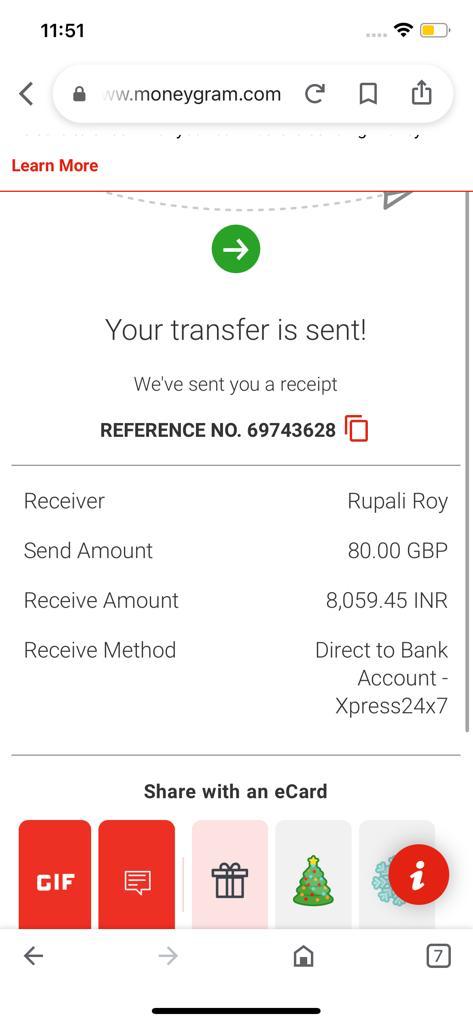 11:51
ww.moneygram.com
Learn More
Your transfer is sent!
We've sent you a receipt
REFERENCE NO. 69743628
Receiver Rupali Roy
Send Amount 80.00 GBP
Receive Amount 8,059.45 INR
Receive Method Direct to Bank
Account -
Xpress24x7
Share with an eCard
GIF
i
7